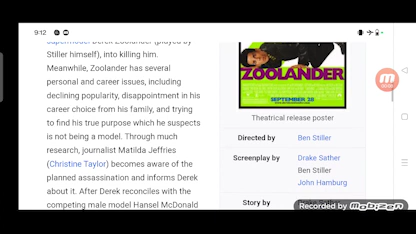 9:12
supermodel Derek Zoolander (played by
Stiller himself), into killing him.
Meanwhile, Zoolander has several
personal and career issues, including
declining popularity, disappointment in his
career choice from his family, and trying
to find his true purpose which he suspects
is not being a model. Through much
research, journalist Matilda Jeffries
(Christine Taylor) becomes aware of the
planned assassination and informs Derek
about it. After Derek reconciles with the
competing male model Hansel McDonald
ZOOLANDER
SEPTEMBER 28
Theatrical release poster
Directed by Ben Stiller
Screenplay by Drake Sather
Ben Stiller
John Hamburg
Story by
Recorded by Mobizen